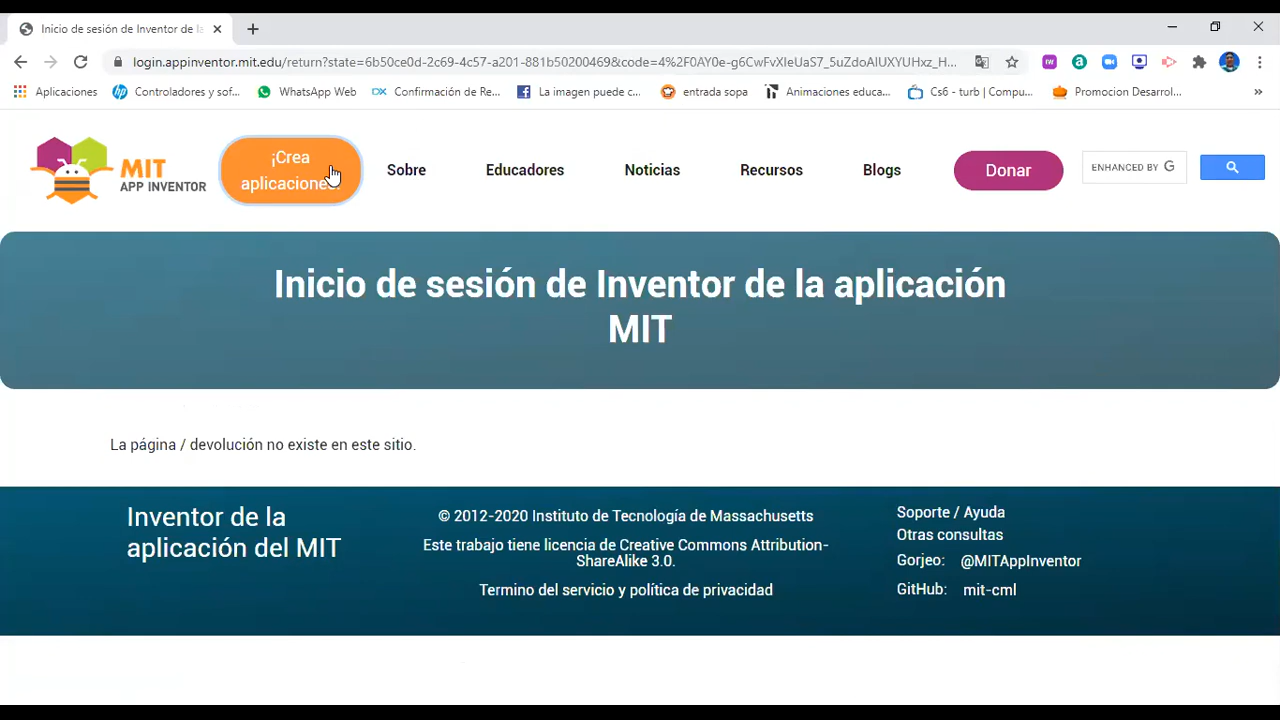 Inicio de sesión de Inventor de la
login.appinventor.mit.edu/return?state=6b50ce0d-2c39-4c57-a201-c81b50200469&code=4%2F0AY0e-g6CwFvXIeUaS7_5uZdoAlUXYUHxz_H...
Aplicaciones
Controladores y sof...
WhatsApp Web
DX Confirmación de Re...
La imagen puede c...
entrada sopa
Animaciones educa...
Cs6 - turb | Compu...
Promocion Desarrol...
»
MIT
APP INVENTOR
¡Crea
aplicacione
Sobre
Educadores
Noticias
Recursos
Blogs
Donar
ENHANCED BY G
Inicio de sesión de Inventor de la aplicación
MIT
La página / devolución no existe en este sitio.
Inventor de la
aplicación del MIT
© 2012-2020 Instituto de Tecnología de Massachusetts
Este trabajo tiene licencia de Creative Commons Attribution-
ShareAlike 3.0.
Termino del servicio y política de privacidad
Soporte / Ayuda
Otras consultas
Gorjeo: @MITAppInventor
GitHub: mit-cml